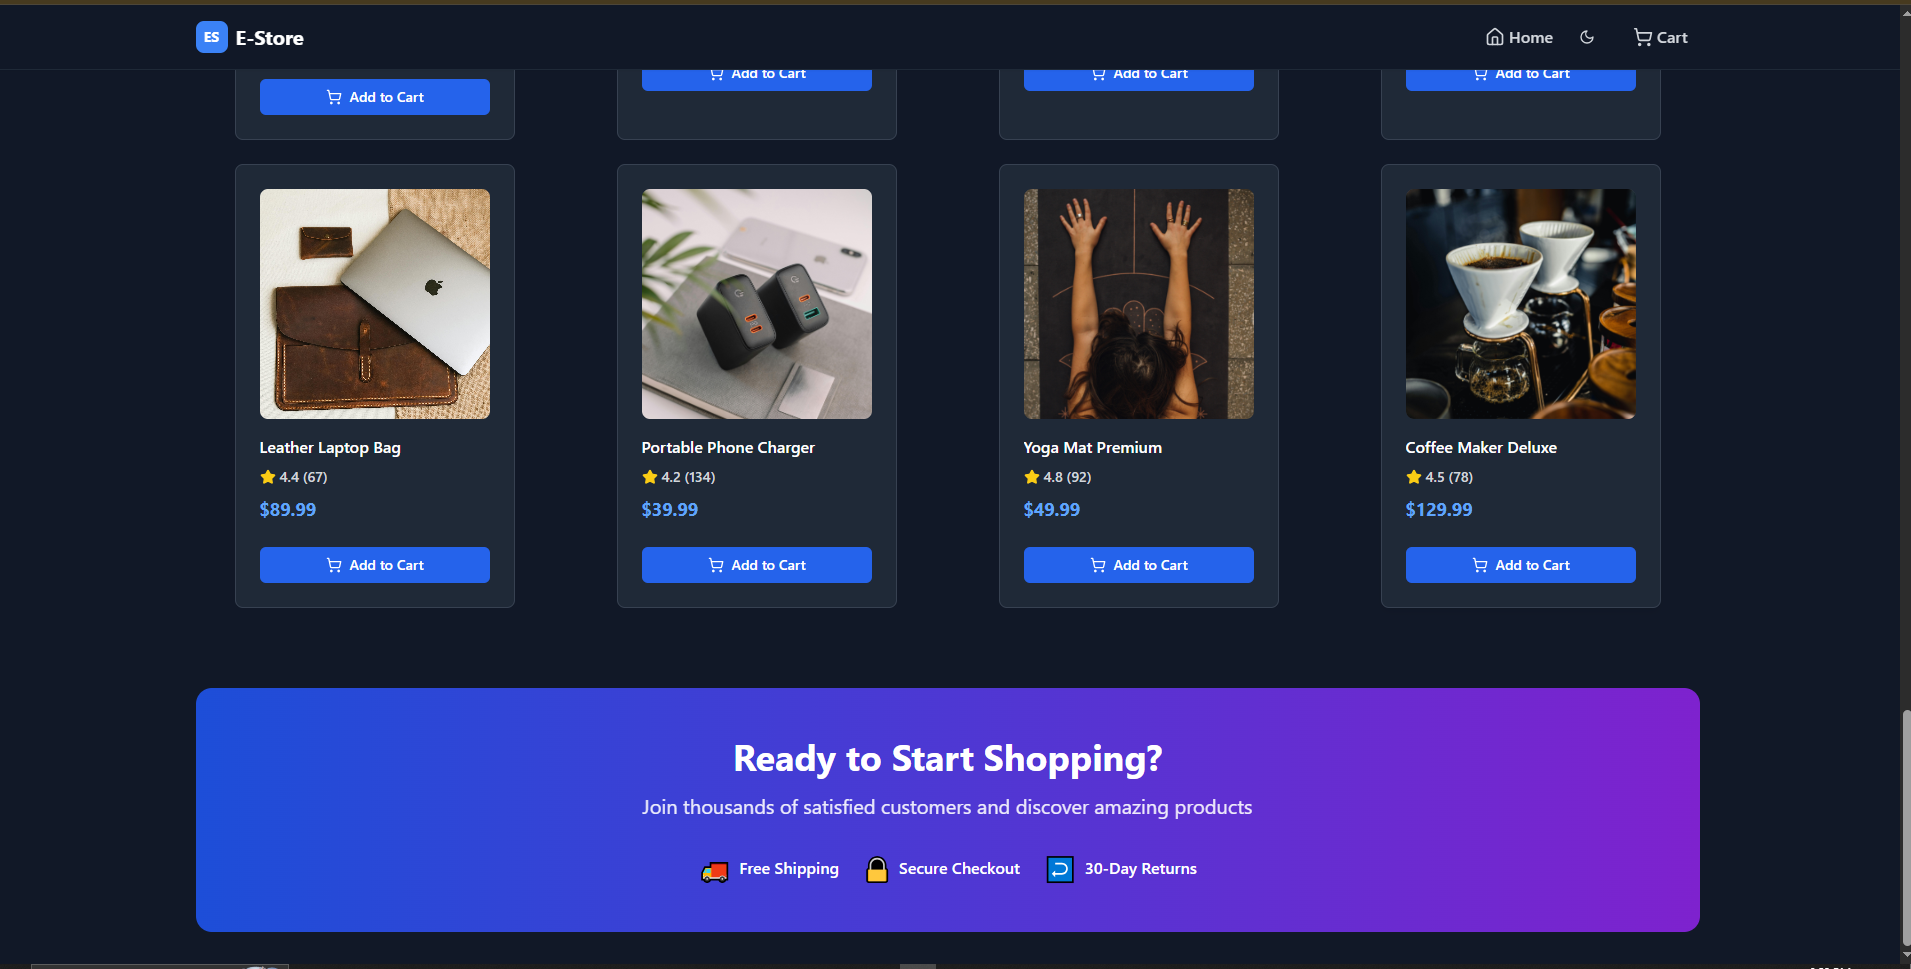 ES E-Store Home Cart
Add to Cart Add to Cart Add to Cart Add to Cart
Leather Laptop Bag
4.4 (67)
$89.99
Add to Cart
Portable Phone Charger
4.2 (134)
$39.99
Add to Cart
Yoga Mat Premium
4.8 (92)
$49.99
Add to Cart
Coffee Maker Deluxe
4.5 (78)
$129.99
Add to Cart
Ready to Start Shopping?
Join thousands of satisfied customers and discover amazing products
Free Shipping Secure Checkout 30-Day Returns